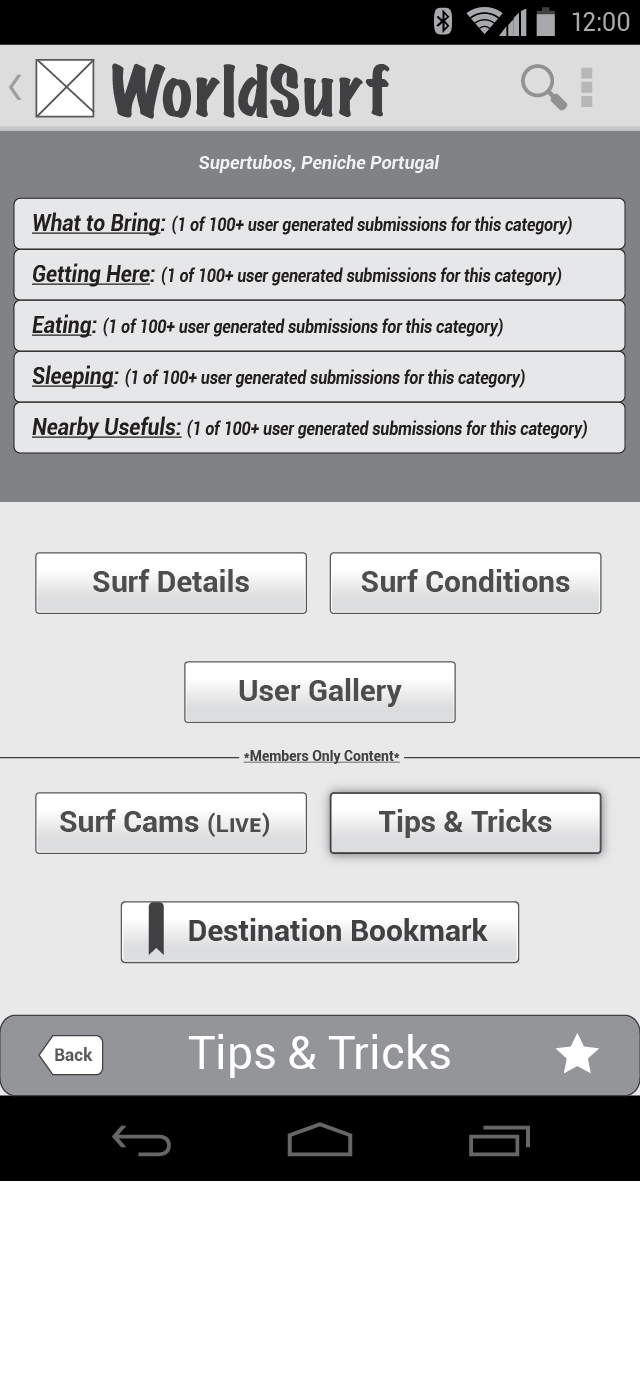 12:00
WorldSurf
Supertubos, Peniche Portugal
What to Bring: (1 of 100+ user generated submissions for this category)
Getting Here: (1 of 100+ user generated submissions for this category)
Eating: (1 of 100+ user generated submissions for this category)
Sleeping: (1 of 100+ user generated submissions for this category)
Nearby Usefuls: (1 of 100+ user generated submissions for this category)
Surf Details
Surf Conditions
User Gallery
*Members Only Content*
Surf Cams (LIVE)
Tips & Tricks
Destination Bookmark
Back
Tips & Tricks